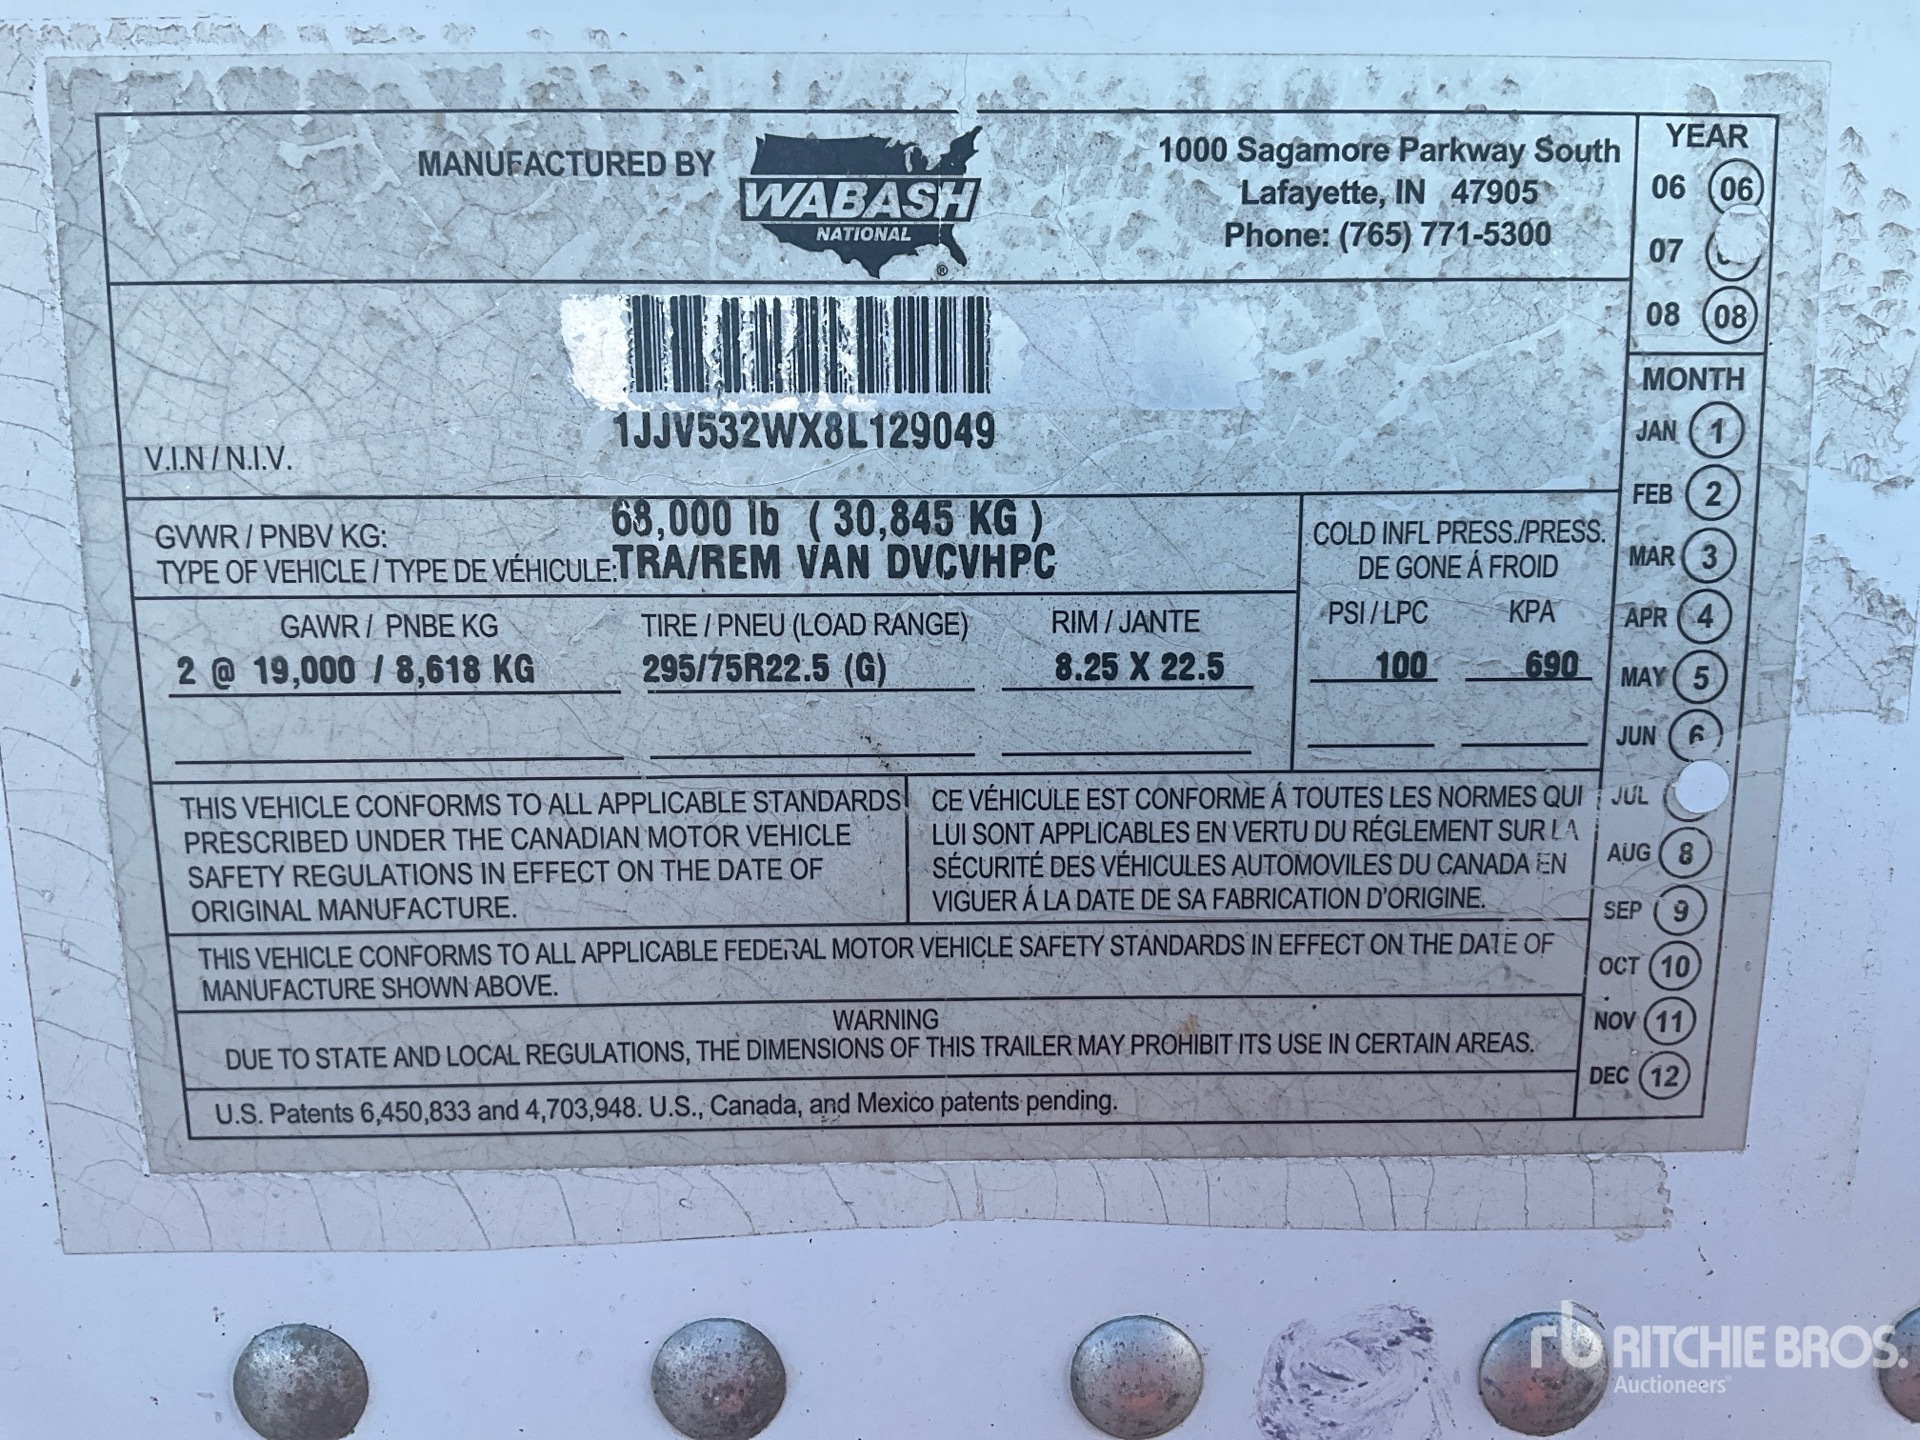 MANUFACTURED BY
WABASH
NATIONAL
®
1000 Sagamore Parkway South
Lafayette, IN 47905
Phone: (765) 771-5300
YEAR
06 06
07
08 08
V.I.N / N.I.V.
1JJV532WX8L129049
GVWR / PNBV KG: 68,000 lb ( 30,845 KG )
TYPE OF VEHICLE / TYPE DE VÉHICULE: TRA/REM VAN DVCVHPC
GAWR / PNBE KG
2 @ 19,000 / 8,618 KG
TIRE / PNEU (LOAD RANGE)
295/75R22.5 (G)
RIM / JANTE
8.25 X 22.5
COLD INFL PRESS./PRESS.
DE GONE À FROID
PSI / LPC KPA
100 690
MONTH
JAN 1
FEB 2
MAR 3
APR 4
MAY 5
JUN 6
JUL
AUG 8
SEP 9
OCT 10
NOV 11
DEC 12
THIS VEHICLE CONFORMS TO ALL APPLICABLE STANDARDS
PRESCRIBED UNDER THE CANADIAN MOTOR VEHICLE
SAFETY REGULATIONS IN EFFECT ON THE DATE OF
ORIGINAL MANUFACTURE.
CE VÉHICULE EST CONFORME Á TOUTES LES NORMES QUI
LUI SONT APPLICABLES EN VERTU DU RÉGLEMENT SUR LA
SÉCURITÉ DES VÉHICULES AUTOMOVILES DU CANADA EN
VIGUER Á LA DATE DE SA FABRICATION D'ORIGINE.
THIS VEHICLE CONFORMS TO ALL APPLICABLE FEDERAL MOTOR VEHICLE SAFETY STANDARDS IN EFFECT ON THE DATE OF
MANUFACTURE SHOWN ABOVE.
WARNING
DUE TO STATE AND LOCAL REGULATIONS, THE DIMENSIONS OF THIS TRAILER MAY PROHIBIT ITS USE IN CERTAIN AREAS.
U.S. Patents 6,450,833 and 4,703,948. U.S., Canada, and Mexico patents pending.
rb RITCHIE BROS.
Auctioneers